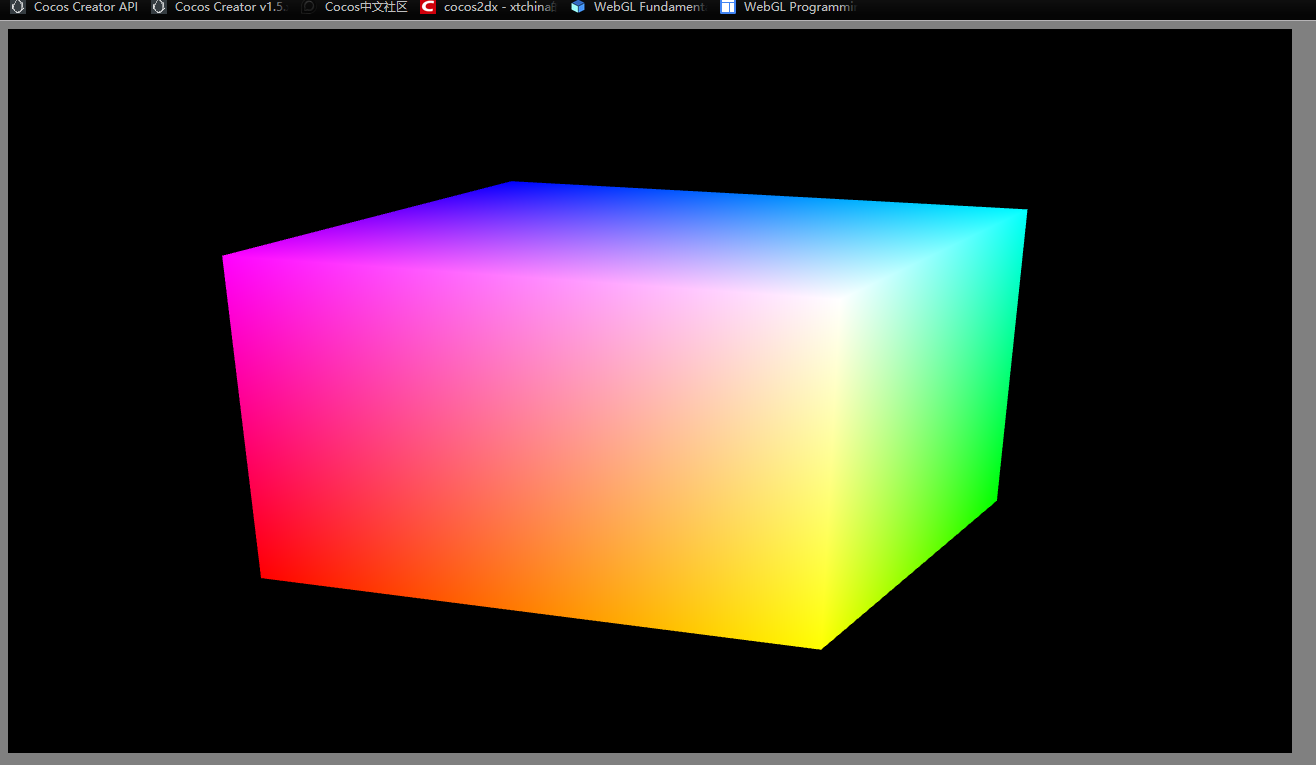 Cocos Creator API Cocos Creator v1.5. Cocos中文社区 cocos2dx - xtchina WebGL Fundament WebGL Programmi